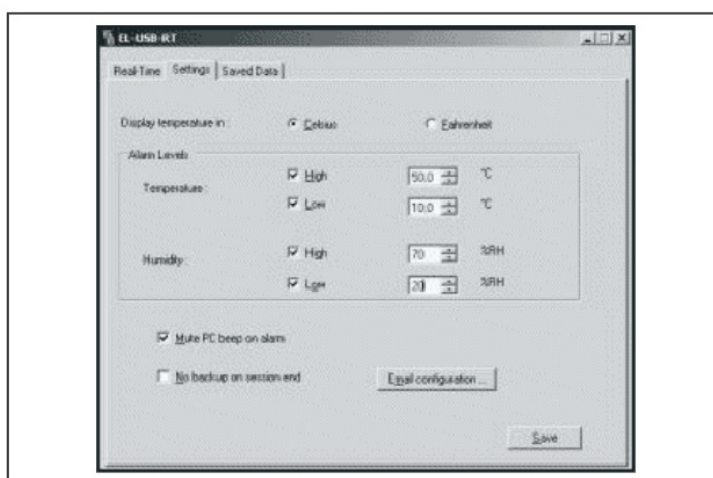 EL-USB-RT
Real-Time Settings Saved Data
Display temperature in : Celsius Fahrenheit
Alarm Levels
Temperature : High 50.0 °C
Low 10.0 °C
Humidity : High 70 %RH
Low 20 %RH
Mute PC beep on alarm
No backup on session end Email configuration ...
Save